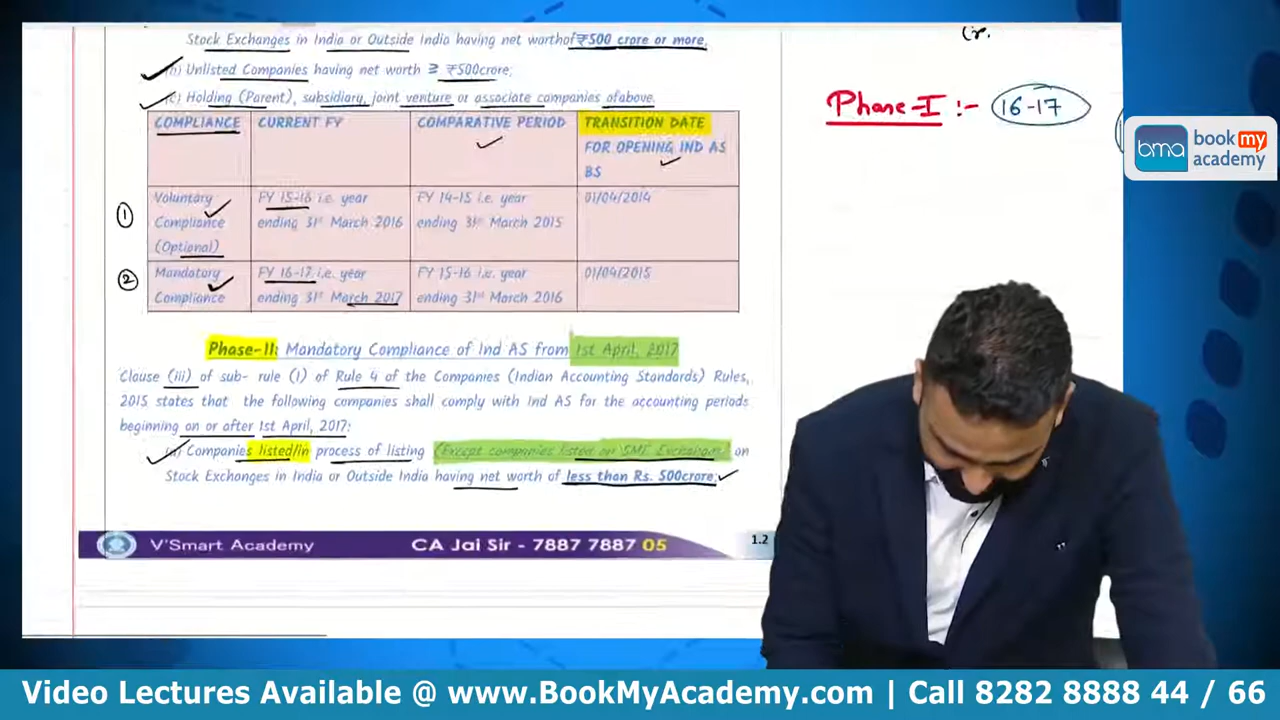 Stock Exchanges in India or Outside India having net worthof ₹500 crore or more,
(b) Unlisted Companies having net worth ≥ ₹500crore;
(c) Holding (Parent), subsidiary, joint venture or associate companies ofabove.
COMPLIANCE
CURRENT FY
COMPARATIVE PERIOD
TRANSITION DATE
FOR OPENING IND AS
BS
① Voluntary
Compliance
(Optional)
FY 15-16 i.e. year
ending 31st March 2016
FY 14-15 i.e. year
ending 31st March 2015
01/04/2014
② Mandatory
Compliance
FY 16-17 i.e. year
ending 31st March 2017
FY 15-16 i.e. year
ending 31st March 2016
01/04/2015
Phase-II: Mandatory Compliance of Ind AS from 1st April, 2017
Clause (iii) of sub- rule (1) of Rule 4 of the Companies (Indian Accounting Standards) Rules,
2015 states that the following companies shall comply with Ind AS for the accounting periods
beginning on or after 1st April, 2017:
(a) Companies listed/in process of listing (Except companies listed on 'SME Exchange') on
Stock Exchanges in India or Outside India having net worth of less than Rs. 500crore;
V'Smart Academy
CA Jai Sir - 7887 7887 05
1.2
Phase-I :- 16-17
bma
book my
academy
Video Lectures Available @ www.BookMyAcademy.com | Call 8282 8888 44 / 66